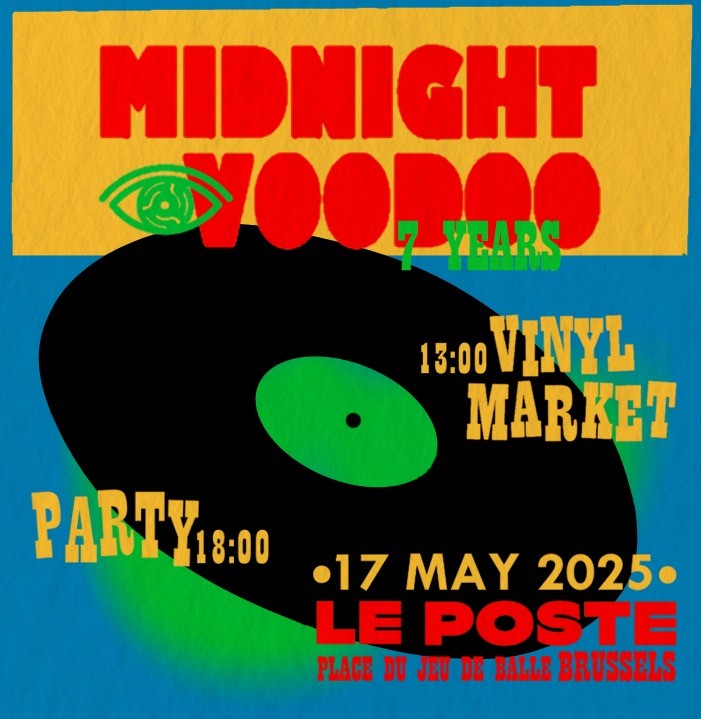 MIDNIGHT
VOODOO
7 YEARS
13:00 VINYL
MARKET
PARTY 18:00
•17 MAY 2025•
LE POSTE
PLACE DU JEU DE BALLE BRUSSELS